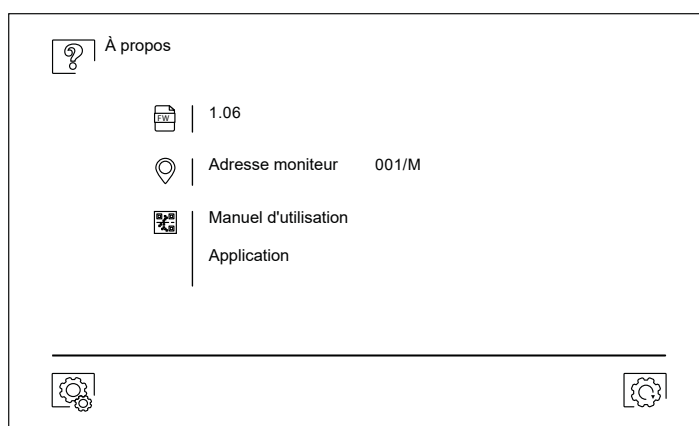 À propos
FW
1.06
Adresse moniteur 001/M
Manuel d'utilisation
Application